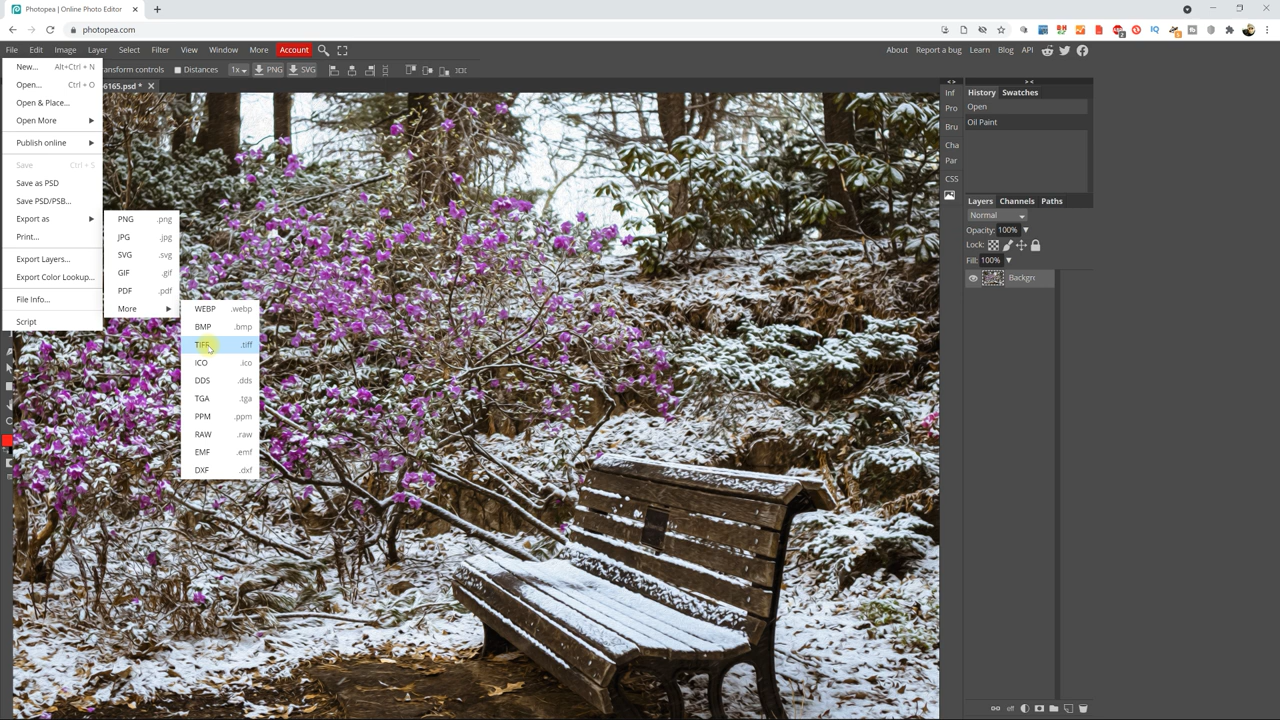 Photopea | Online Photo Editor
photopea.com
File Edit Image Layer Select Filter View Window More Account
About Report a bug Learn Blog API
ransform controls Distances 1x PNG SVG
6165.psd *
New... Alt+Ctrl + N
Open... Ctrl + O
Open & Place...
Open More
Publish online
Save Ctrl + S
Save as PSD
Save PSD/PSB...
Export as
Print...
Export Layers...
Export Color Lookup...
File Info...
Script
PNG .png
JPG .jpg
SVG .svg
GIF .gif
PDF .pdf
More
WEBP .webp
BMP .bmp
TIFF .tiff
ICO .ico
DDS .dds
TGA .tga
PPM .ppm
RAW .raw
EMF .emf
DXF .dxf
Inf
Pro
Bru
Cha
Par
CSS
History Swatches
Open
Oil Paint
Layers Channels Paths
Normal
Opacity: 100%
Lock:
Fill: 100%
Backgr
eff